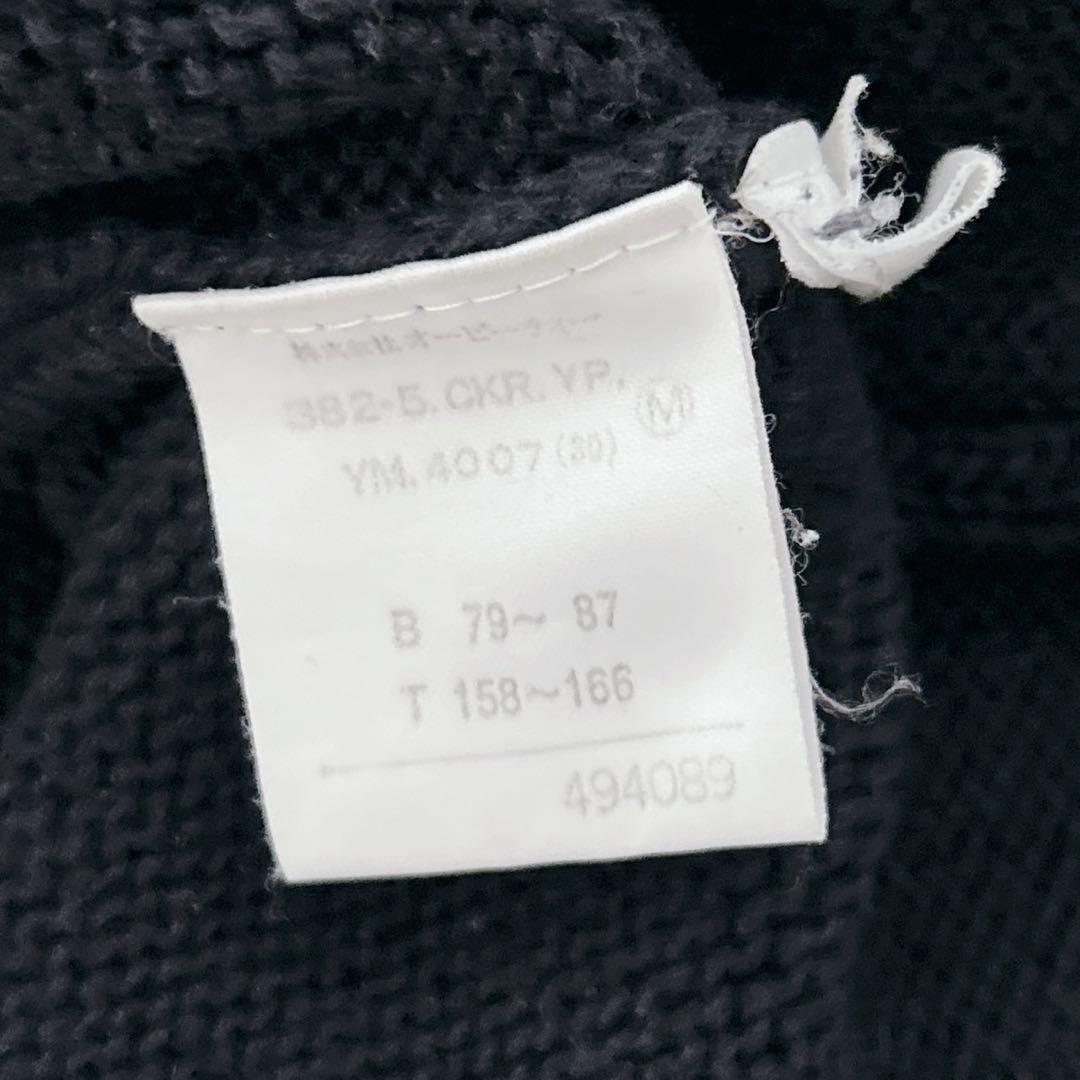 株式会社オービーティー
382-5.CKR.YP.
Ⓜ
YM.4007(30)
B 79~ 87
T 158~166
494089